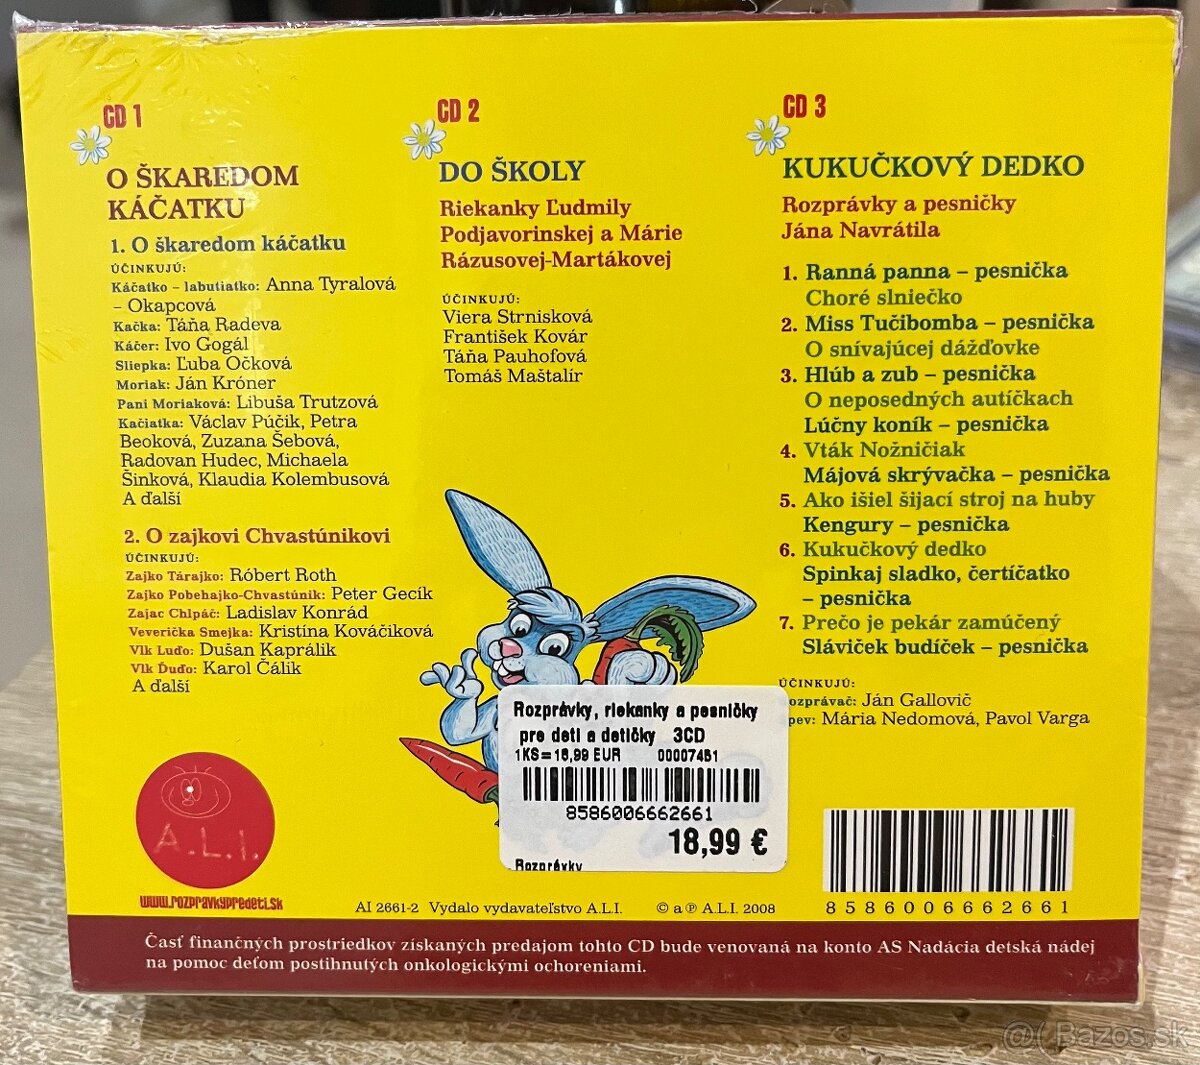 CD 1
O ŠKAREDOM
KÁČATKU
1. O škaredom káčatku
ÚČINKUJÚ:
Káčatko – labutiatko: Anna Tyralová
– Okapcová
Kačka: Táňa Radeva
Káčer: Ivo Gogál
Sliepka: Ľuba Očková
Moriak: Ján Króner
Pani Moriaková: Libuša Trutzová
Kačiatka: Václav Púčik, Petra
Beoková, Zuzana Šebová,
Radovan Hudec, Michaela
Šinková, Klaudia Kolembusová
A ďalší
2. O zajkovi Chvastúnikovi
ÚČINKUJÚ:
Zajko Tárajko: Róbert Roth
Zajko Pobehajko-Chvastúnik: Peter Gecík
Zajac Chlpáč: Ladislav Konrád
Veverička Smejka: Kristína Kováčiková
Vlk Luďo: Dušan Kaprálik
Vlk Ďuďo: Karol Čálik
A ďalší
A.L.I.
www.rozpravkypredeti.sk
CD 2
DO ŠKOLY
Riekanky Ľudmily
Podjavorinskej a Márie
Rázusovej-Martákovej
ÚČINKUJÚ:
Viera Strnisková
František Kovár
Táňa Pauhofová
Tomáš Maštalír
CD 3
KUKUČKOVÝ DEDKO
Rozprávky a pesničky
Jána Navrátila
1. Ranná panna – pesnička
Choré slniečko
2. Miss Tučibomba – pesnička
O snívajúcej dážďovke
3. Hlúb a zub – pesnička
O neposedných autíčkach
Lúčny koník – pesnička
4. Vták Nožničiak
Májová skrývačka – pesnička
5. Ako išiel šijací stroj na huby
Kengury – pesnička
6. Kukučkový dedko
Spinkaj sladko, čertíčatko
– pesnička
7. Prečo je pekár zamúčený
Sláviček budíček – pesnička
ÚČINKUJÚ:
ozprávač: Ján Gallovič
pev: Mária Nedomová, Pavol Varga
Rozprávky, riekanky a pesničky
pre deti a detičky 3CD
1KS=18,99 EUR 00007451
8586006662661
18,99 €
Rozprávky
8586006662661
AI 2661-2 Vydalo vydavateľstvo A.L.I. © a ℗ A.L.I. 2008
Časť finančných prostriedkov získaných predajom tohto CD bude venovaná na konto AS Nadácia detská nádej
na pomoc deťom postihnutých onkologickými ochoreniami.
@( Bazos.sk